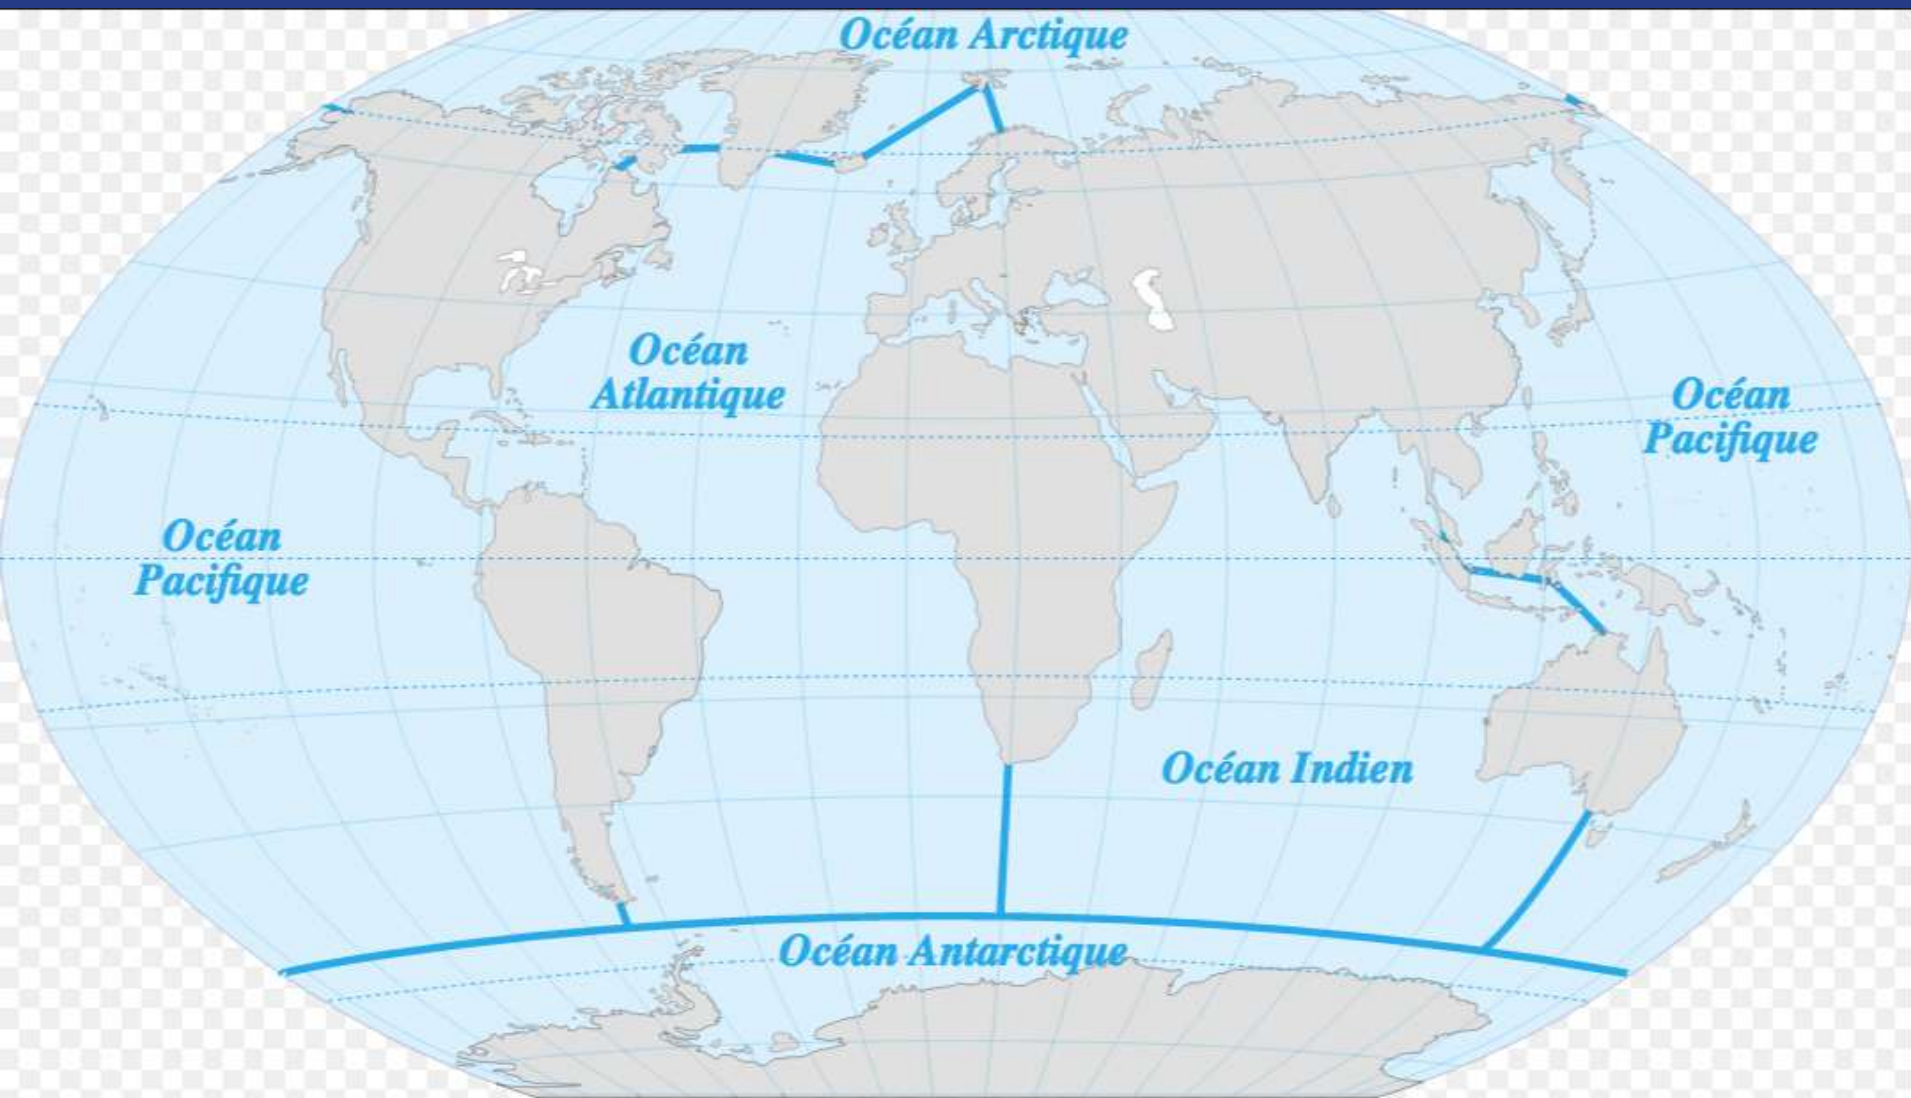 Océan Arctique
Océan
Atlantique
Océan
Pacifique
Océan
Pacifique
Océan Indien
Océan Antarctique